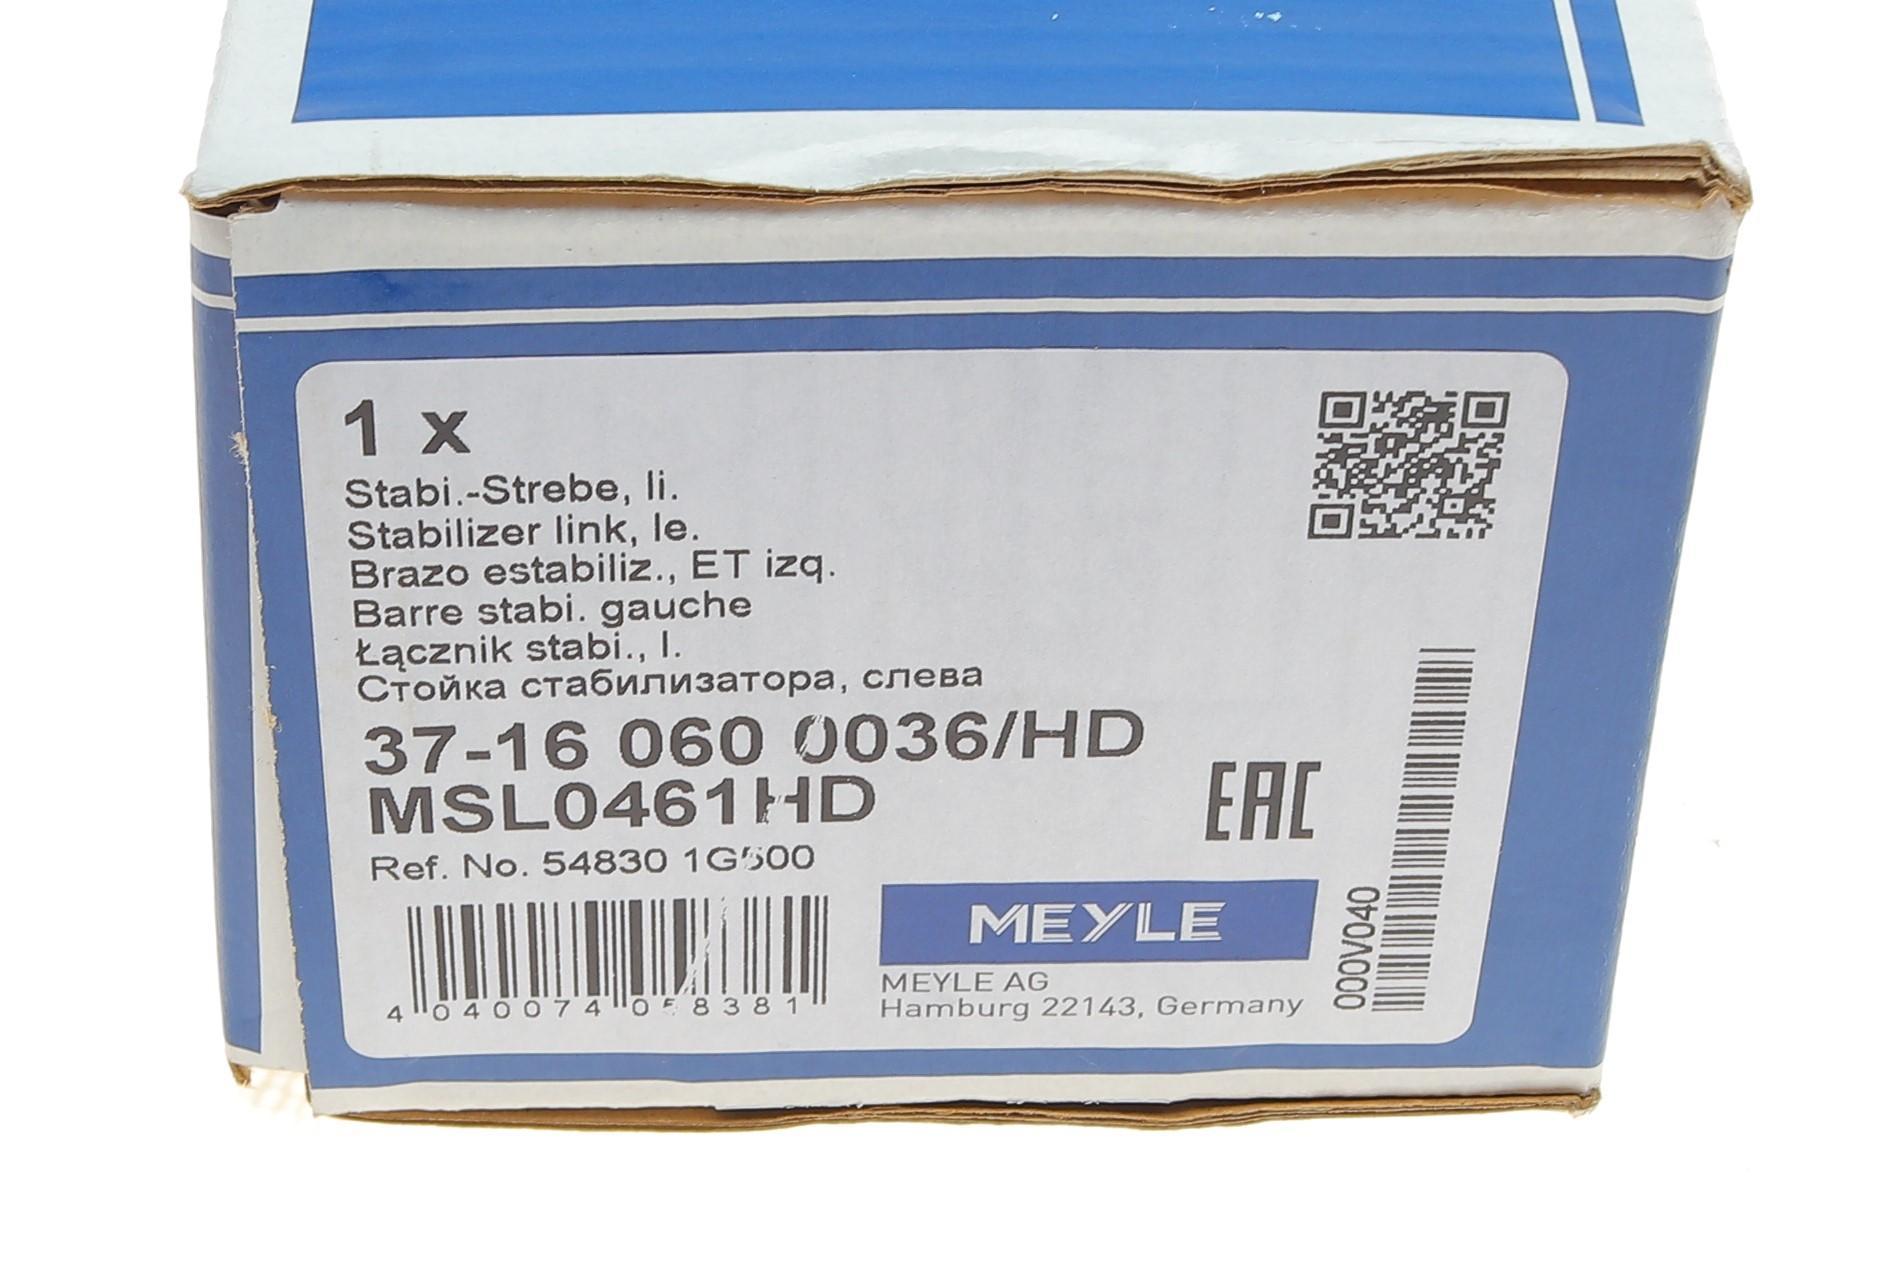 1 x
Stabi.-Strebe, li.
Stabilizer link, le.
Brazo estabiliz., ET izq.
Barre stabi. gauche
Łącznik stabi., l.
Стойка стабилизатора, слева
37-16 060 0036/HD
MSL0461HD
Ref. No. 54830 1G500
4 040074 058381
EAC
MEYLE
MEYLE AG
Hamburg 22143, Germany
000V040